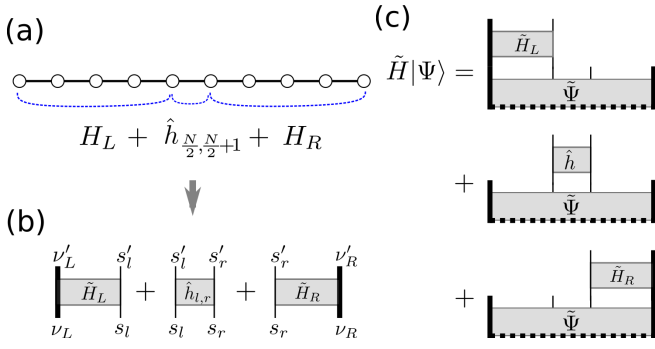 (a)
H_L + ĥ_{N/2,N/2+1} + H_R
(b)
ν'_L s'_l s'_l s'_r s'_r ν'_R
H̃_L + ĥ_{l,r} + H̃_R
ν_L s_l s_l s_r s_r ν_R
(c)
H̃_L
H̃|Ψ⟩ =
Ψ̃
ĥ
+
Ψ̃
H̃_R
+
Ψ̃